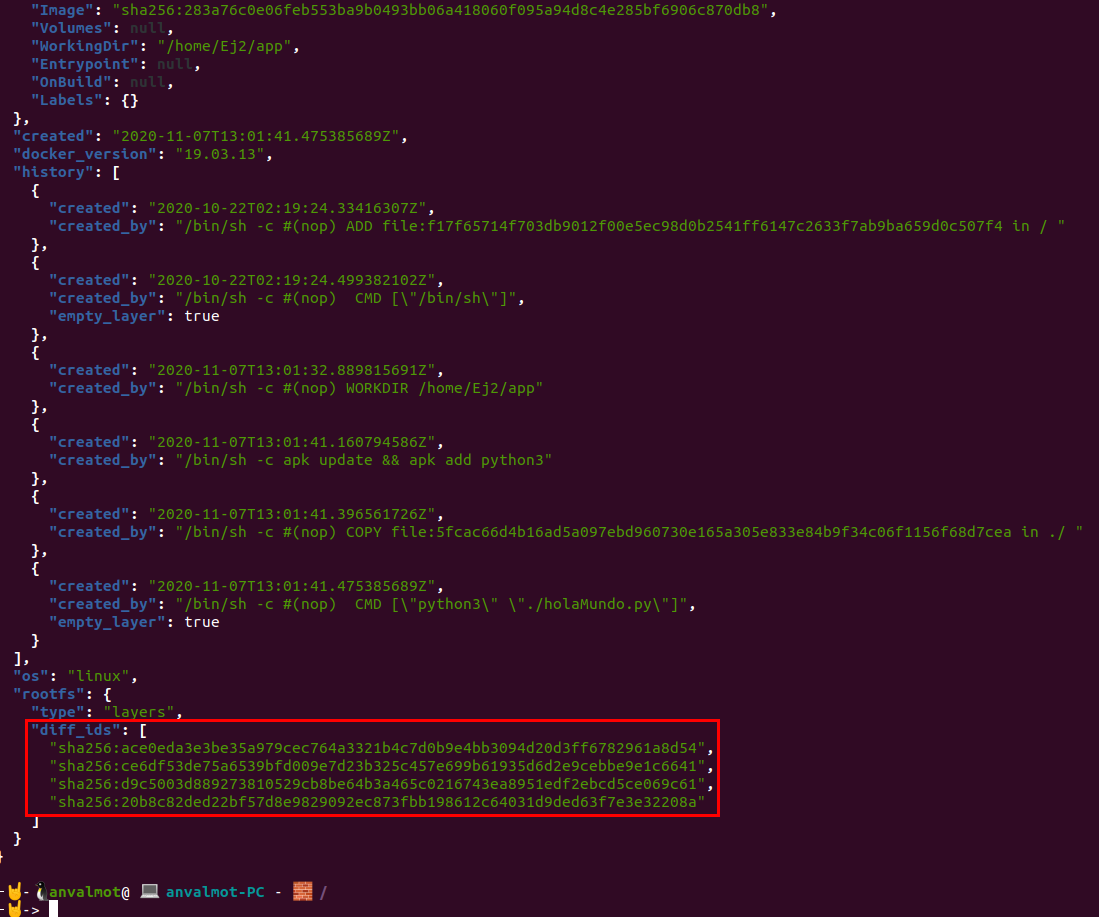 "Image": "sha256:283a76c0e06feb553ba9b0493bb06a418060f095a94d8c4e285bf6906c870db8",
"Volumes": null,
"WorkingDir": "/home/Ej2/app",
"Entrypoint": null,
"OnBuild": null,
"Labels": {}
},
"created": "2020-11-07T13:01:41.475385689Z",
"docker_version": "19.03.13",
"history": [
{
"created": "2020-10-22T02:19:24.33416307Z",
"created_by": "/bin/sh -c #(nop) ADD file:f17f65714f703db9012f00e5ec98d0b2541ff6147c2633f7ab9ba659d0c507f4 in / "
},
{
"created": "2020-10-22T02:19:24.499382102Z",
"created_by": "/bin/sh -c #(nop)  CMD [\"/bin/sh\"]",
"empty_layer": true
},
{
"created": "2020-11-07T13:01:32.889815691Z",
"created_by": "/bin/sh -c #(nop) WORKDIR /home/Ej2/app"
},
{
"created": "2020-11-07T13:01:41.160794586Z",
"created_by": "/bin/sh -c apk update && apk add python3"
},
{
"created": "2020-11-07T13:01:41.396561726Z",
"created_by": "/bin/sh -c #(nop) COPY file:5fcac66d4b16ad5a097ebd960730e165a305e833e84b9f34c06f1156f68d7cea in ./ "
},
{
"created": "2020-11-07T13:01:41.475385689Z",
"created_by": "/bin/sh -c #(nop)  CMD [\"python3\" \"./holaMundo.py\"]",
"empty_layer": true
}
],
"os": "linux",
"rootfs": {
"type": "layers",
"diff_ids": [
"sha256:ace0eda3e3be35a979cec764a3321b4c7d0b9e4bb3094d20d3ff6782961a8d54",
"sha256:ce6df53de75a6539bfd009e7d23b325c457e699b61935d6d2e9cebbe9e1c6641",
"sha256:d9c5003d889273810529cb8be64b3a465c0216743ea8951edf2ebcd5ce069c61",
"sha256:20b8c82ded22bf57d8e9829092ec873fbb198612c64031d9ded63f7e3e32208a"
]
}
}
-🤘-🐧anvalmot@ 💻 anvalmot-PC - 🧱 /
-🤘->